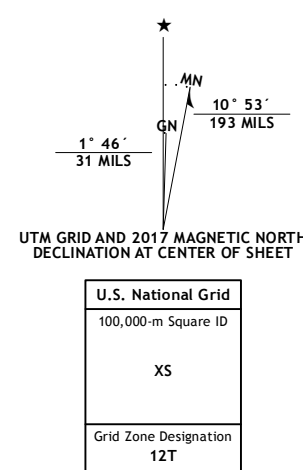 ★
MN
GN
10° 53´
193 MILS
1° 46´
31 MILS
UTM GRID AND 2017 MAGNETIC NORTH
DECLINATION AT CENTER OF SHEET
U.S. National Grid
100,000-m Square ID
XS
Grid Zone Designation
12T